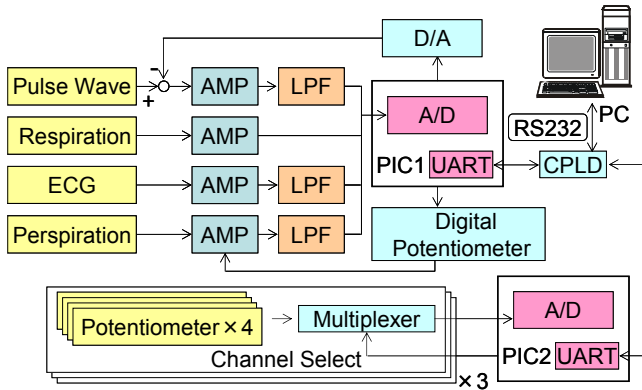 D/A
-
Pulse Wave
+
AMP
LPF
Respiration
AMP
A/D
PC
RS232
ECG
AMP
LPF
PIC1
UART
CPLD
Perspiration
AMP
LPF
Digital
Potentiometer
Potentiometer×4
Multiplexer
A/D
Channel Select
PIC2
UART
×3